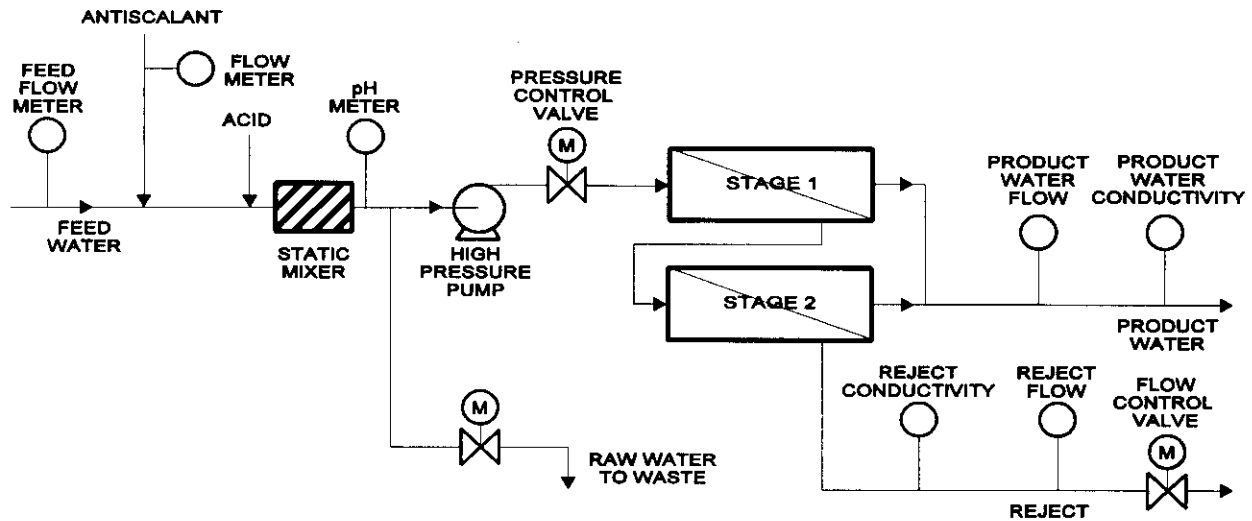 ANTISCALANT
FEED
FLOW
METER
FLOW
METER
ACID
pH
METER
PRESSURE
CONTROL
VALVE
M
STAGE 1
PRODUCT
WATER
FLOW
PRODUCT
WATER
CONDUCTIVITY
FEED
WATER
STATIC
MIXER
HIGH
PRESSURE
PUMP
STAGE 2
PRODUCT
WATER
REJECT
CONDUCTIVITY
REJECT
FLOW
FLOW
CONTROL
VALVE
M
M
RAW WATER
TO WASTE
REJECT